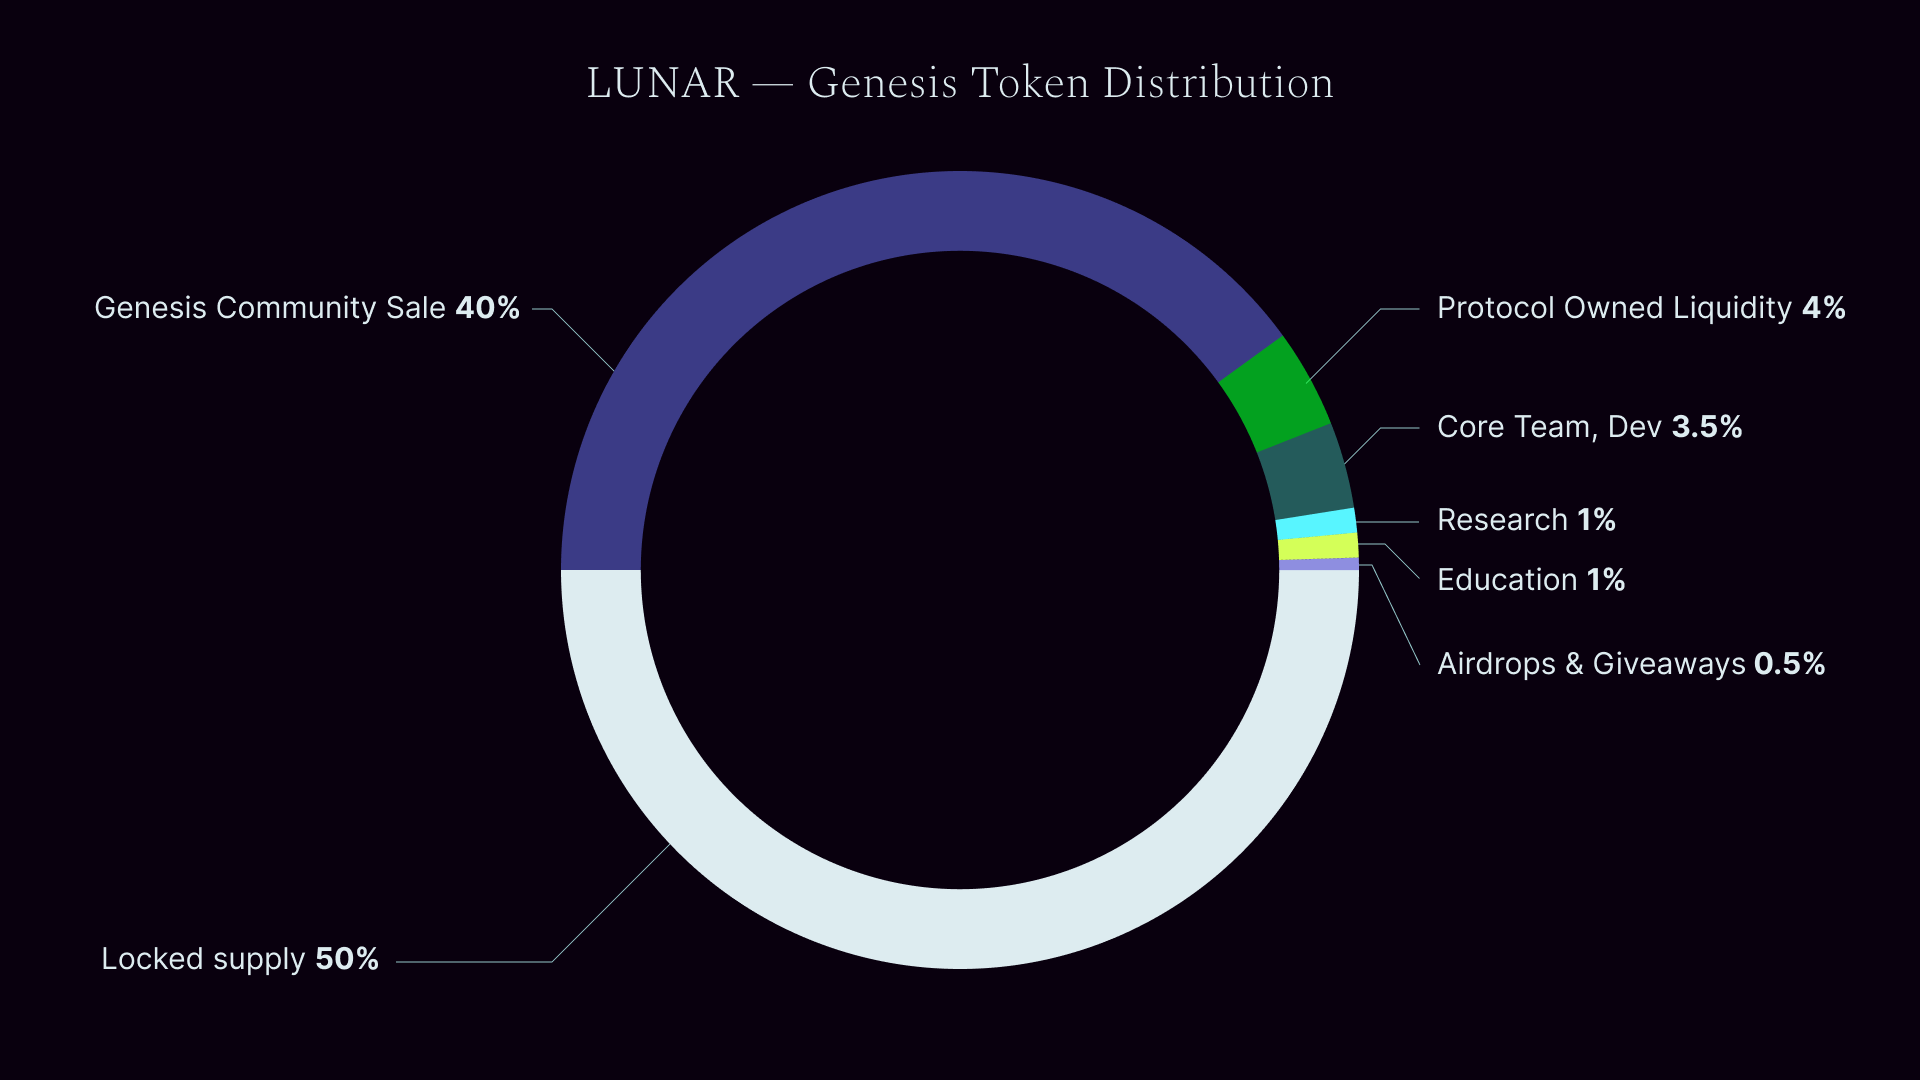 LUNAR — Genesis Token Distribution
Genesis Community Sale 40%
Protocol Owned Liquidity 4%
Core Team, Dev 3.5%
Research 1%
Education 1%
Airdrops & Giveaways 0.5%
Locked supply 50%